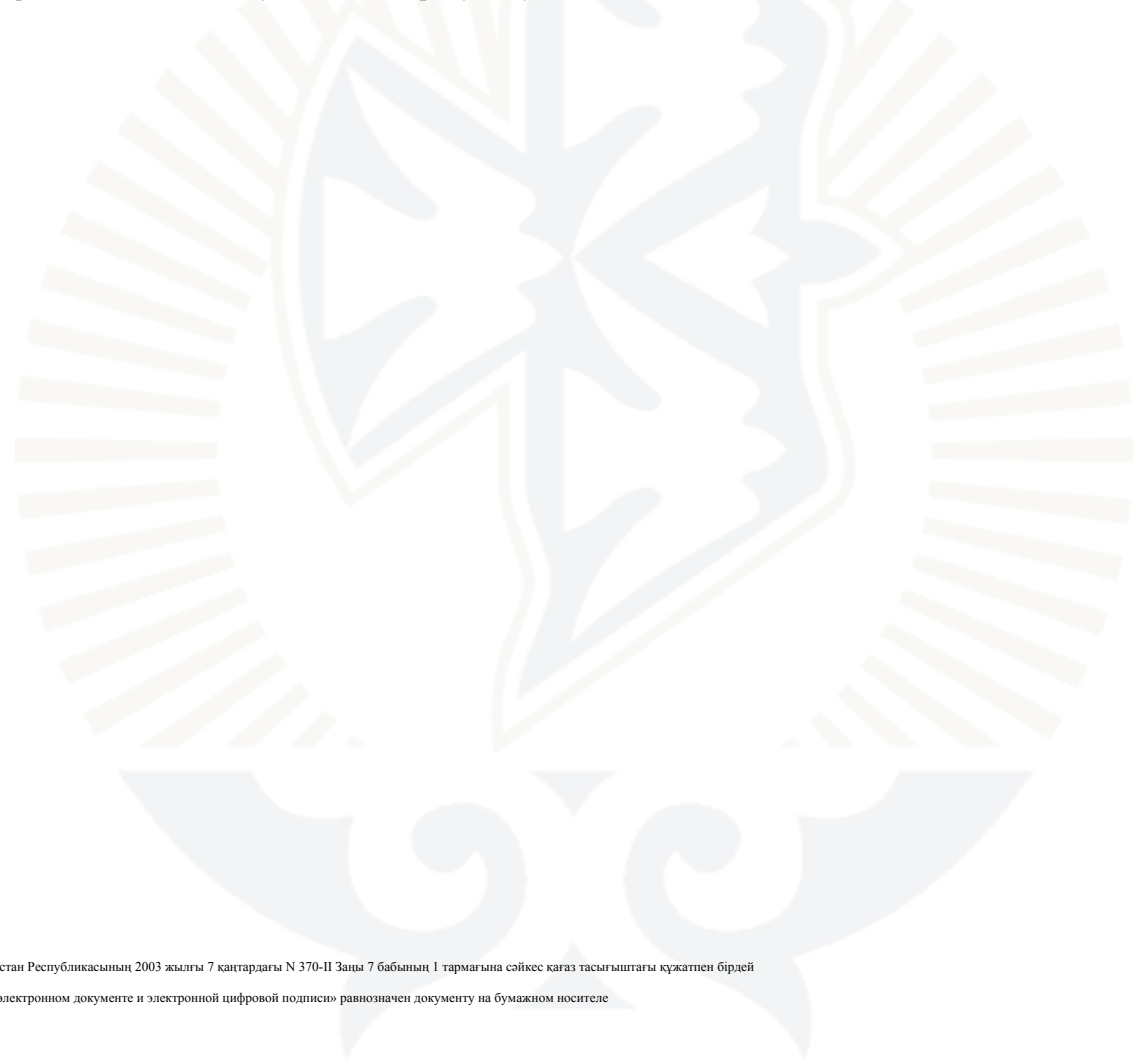 стан Республикасының 2003 жылғы 7 қаңтардағы N 370-II Заңы 7 бабының 1 тармағына сәйкес қағаз тасығыштағы құжатпен бірдей
электронном документе и электронной цифровой подписи» равнозначен документу на бумажном носителе